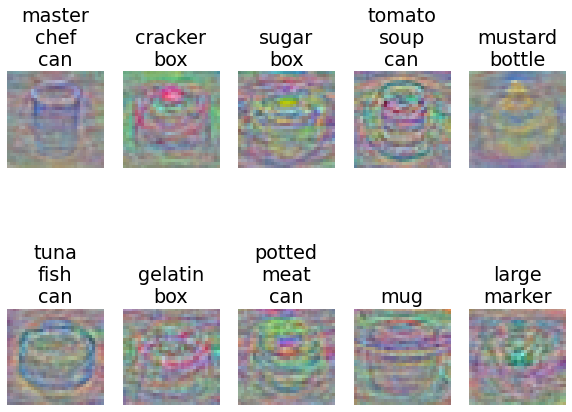 master
chef
can
cracker
box
sugar
box
tomato
soup
can
mustard
bottle
tuna
fish
can
gelatin
box
potted
meat
can
mug
large
marker